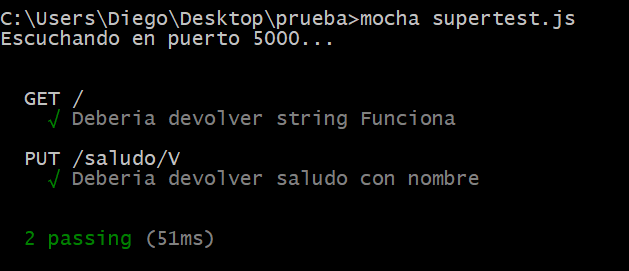 C:\Users\Diego\Desktop\prueba>mocha supertest.js
Escuchando en puerto 5000...
GET /
√ Deberia devolver string Funciona
PUT /saludo/V
√ Deberia devolver saludo con nombre
2 passing (51ms)